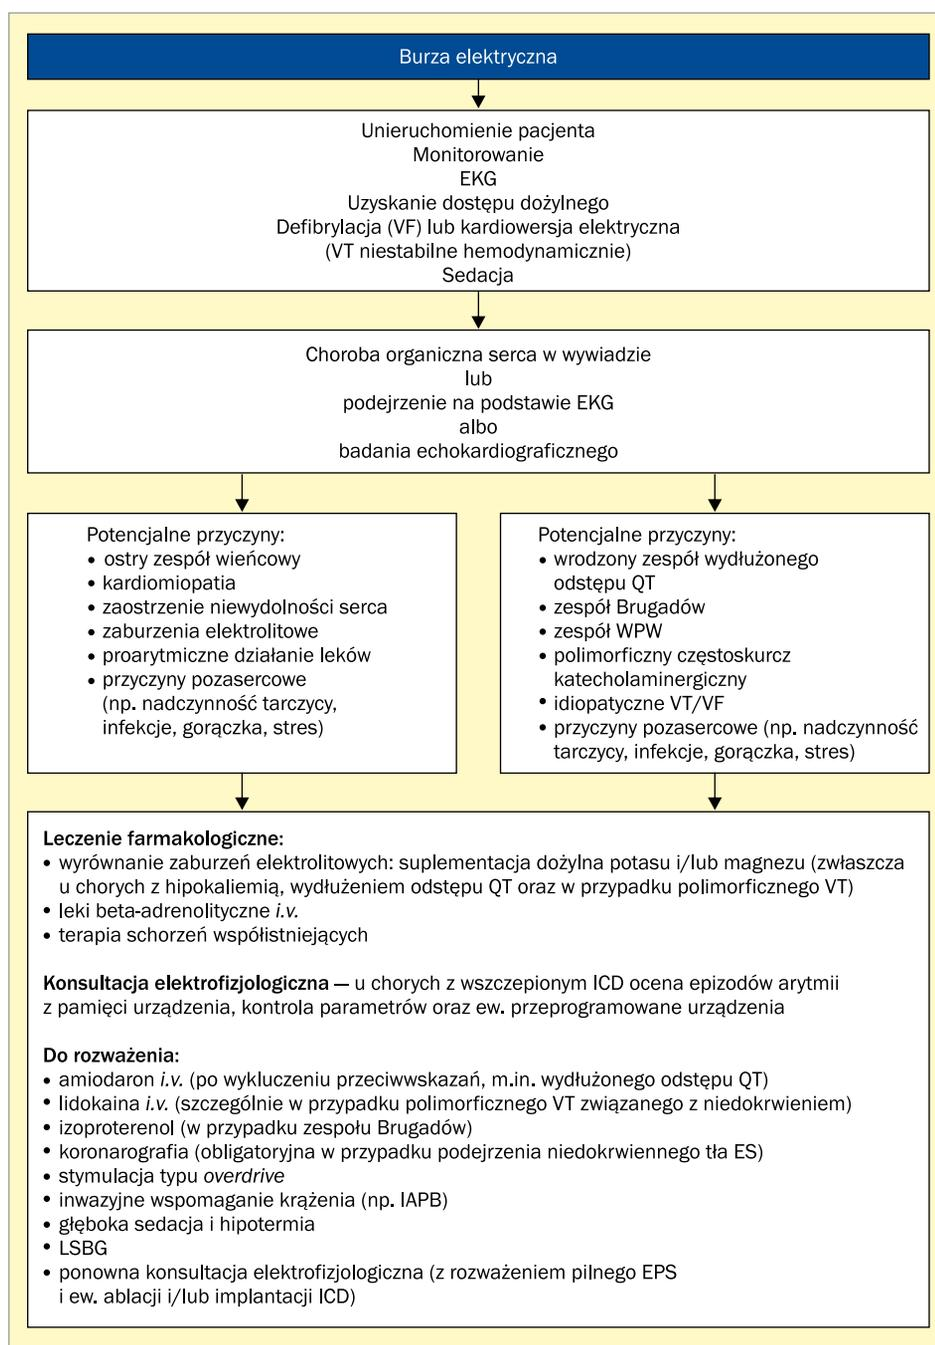 Burza elektryczna
Unieruchomienie pacjenta
Monitorowanie
EKG
Uzyskanie dostępu dożylnego
Defibrylacja (VF) lub kardiowersja elektryczna
(VT niestabilne hemodynamicznie)
Sedacja
Choroba organiczna serca w wywiadzie
lub
podejrzenie na podstawie EKG
albo
badania echokardiograficznego
Potencjalne przyczyny:
• ostry zespół wieńcowy
• kardiomiopatia
• zaostrzenie niewydolności serca
• zaburzenia elektrolitowe
• proarytmiczne działanie leków
• przyczyny pozasercowe
(np. nadczynność tarczycy,
infekcje, gorączka, stres)
Potencjalne przyczyny:
• wrodzony zespół wydłużonego
odstępu QT
• zespół Brugadów
• zespół WPW
• polimorficzny częstoskurcz
katecholaminergiczny
• idiopatyczne VT/VF
• przyczyny pozasercowe (np. nadczynność
tarczycy, infekcje, gorączka, stres)
Leczenie farmakologiczne:
• wyrównanie zaburzeń elektrolitowych: suplementacja dożylna potasu i/lub magnezu (zwłaszcza
u chorych z hipokaliemią, wydłużeniem odstępu QT oraz w przypadku polimorficznego VT)
• leki beta-adrenolityczne i.v.
• terapia schorzeń współistniejących
Konsultacja elektrofizjologiczna — u chorych z wszczepionym ICD ocena epizodów arytmii
z pamięci urządzenia, kontrola parametrów oraz ew. przeprogramowane urządzenia
Do rozważenia:
• amiodaron i.v. (po wykluczeniu przeciwwskazań, m.in. wydłużonego odstępu QT)
• lidokaina i.v. (szczególnie w przypadku polimorficznego VT związanego z niedokrwieniem)
• izoproterenol (w przypadku zespołu Brugadów)
• koronarografia (obligatoryjna w przypadku podejrzenia niedokrwiennego tła ES)
• stymulacja typu overdrive
• inwazyjne wspomaganie krążenia (np. IAPB)
• głęboka sedacja i hipotermia
• LSBG
• ponowna konsultacja elektrofizjologiczna (z rozważeniem pilnego EPS
i ew. ablacji i/lub implantacji ICD)